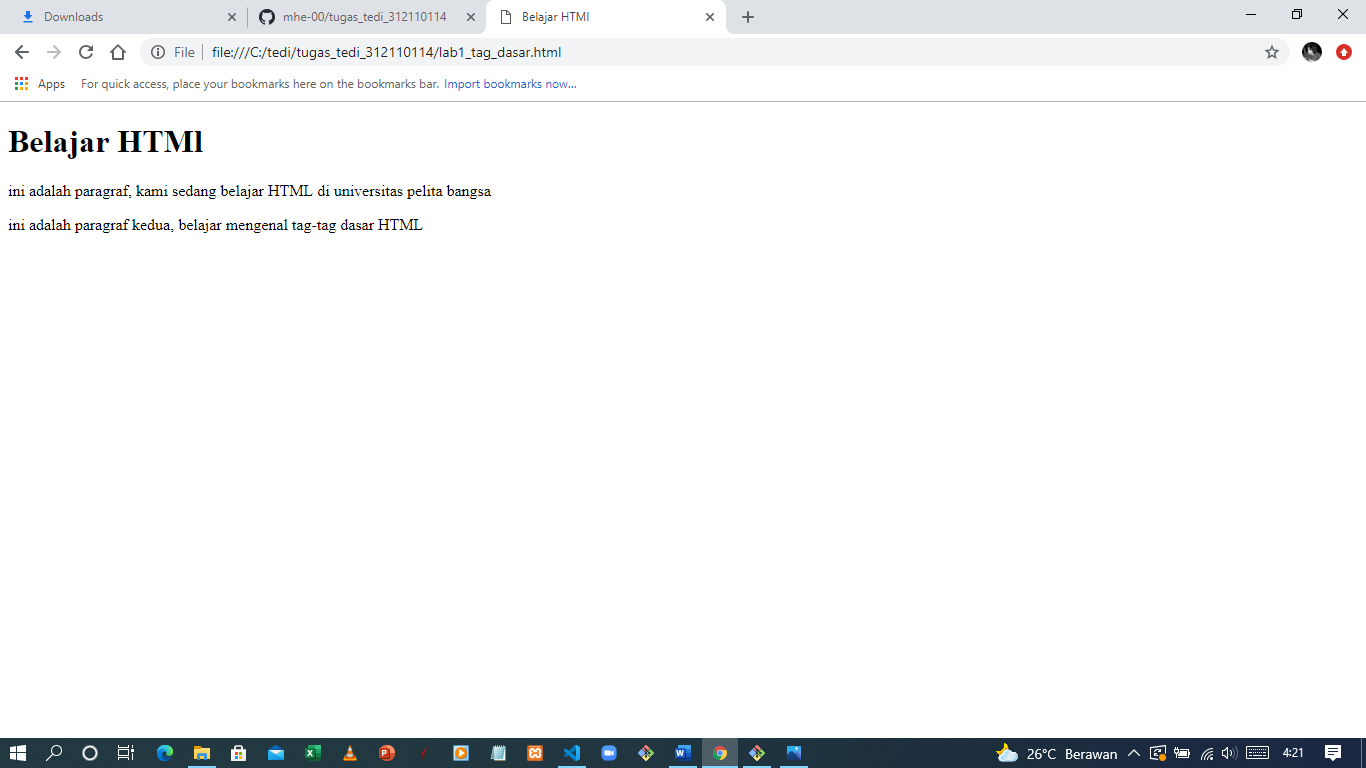 Downloads
mhe-00/tugas_tedi_312110114
Belajar HTMl
File
file:///C:/tedi/tugas_tedi_312110114/lab1_tag_dasar.html
Apps For quick access, place your bookmarks here on the bookmarks bar. Import bookmarks now...
Belajar HTMl
ini adalah paragraf, kami sedang belajar HTML di universitas pelita bangsa
ini adalah paragraf kedua, belajar mengenal tag-tag dasar HTML
26°C Berawan 4:21